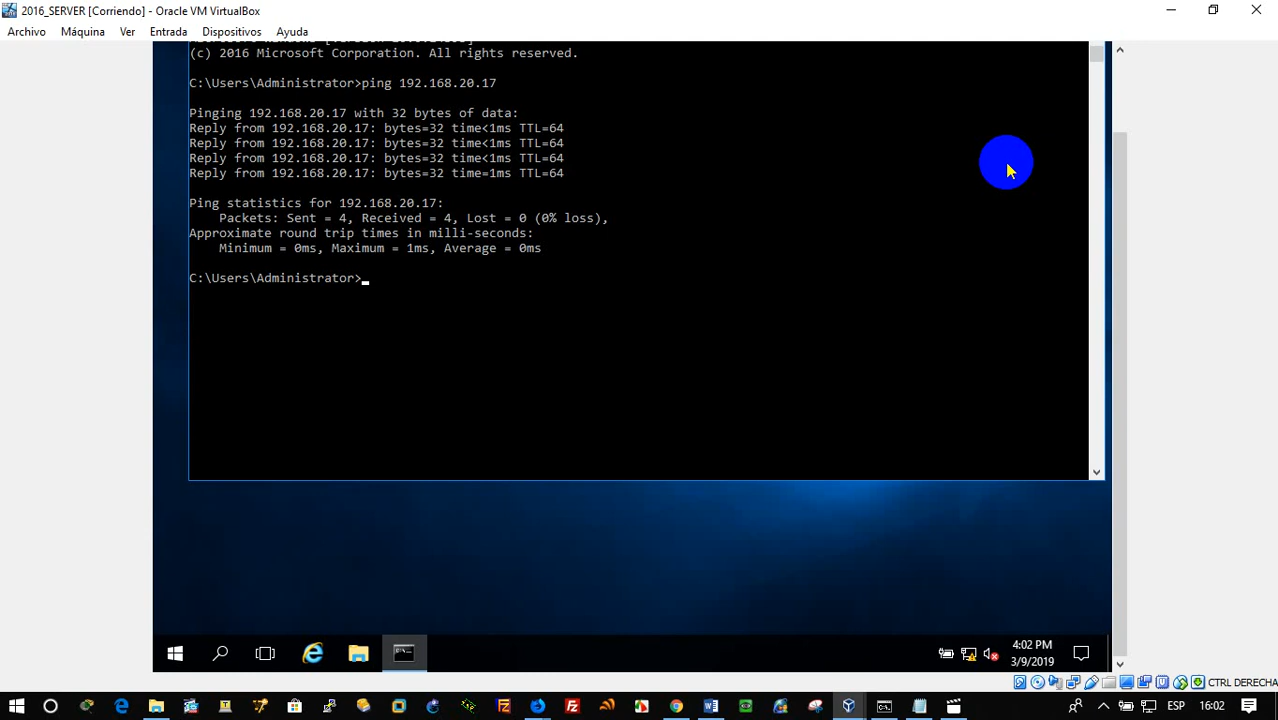 2016_SERVER [Corriendo] - Oracle VM VirtualBox
Archivo Máquina Ver Entrada Dispositivos Ayuda
(c) 2016 Microsoft Corporation. All rights reserved.
C:\Users\Administrator>ping 192.168.20.17
Pinging 192.168.20.17 with 32 bytes of data:
Reply from 192.168.20.17: bytes=32 time<1ms TTL=64
Reply from 192.168.20.17: bytes=32 time<1ms TTL=64
Reply from 192.168.20.17: bytes=32 time<1ms TTL=64
Reply from 192.168.20.17: bytes=32 time=1ms TTL=64
Ping statistics for 192.168.20.17:
Packets: Sent = 4, Received = 4, Lost = 0 (0% loss),
Approximate round trip times in milli-seconds:
Minimum = 0ms, Maximum = 1ms, Average = 0ms
C:\Users\Administrator>
4:02 PM
3/9/2019
CTRL DERECHA
ESP 16:02